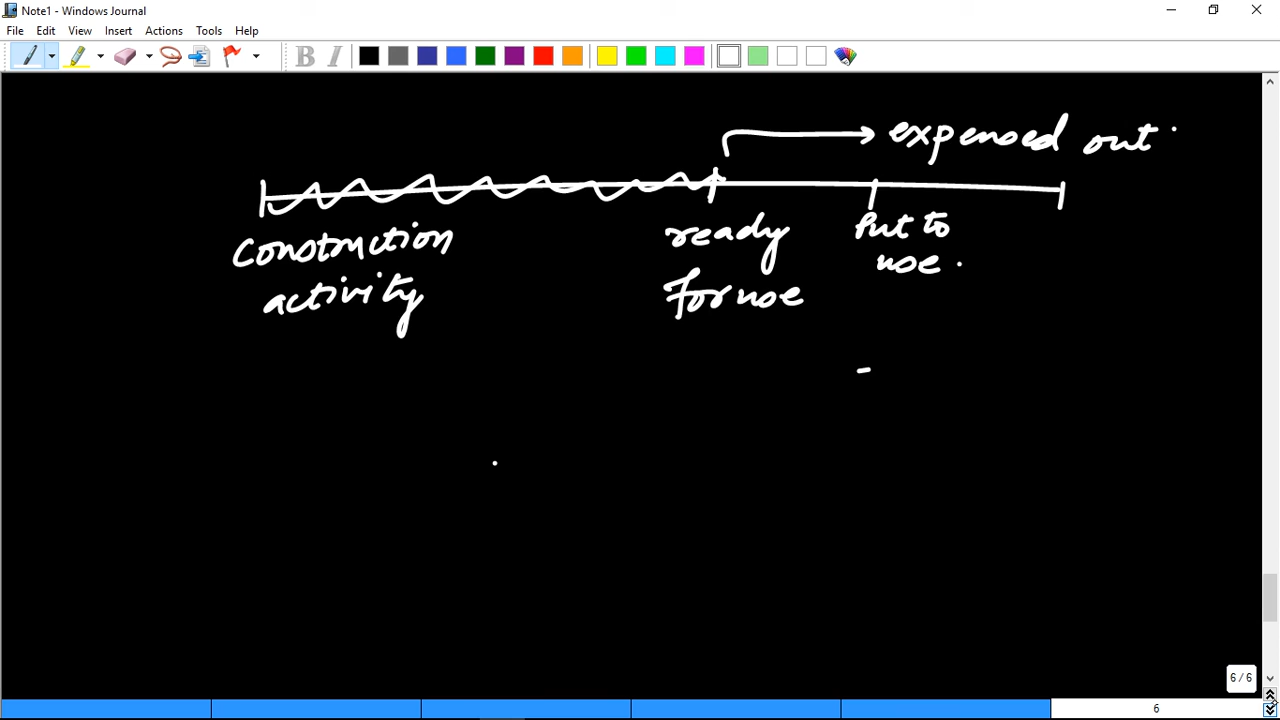 Note1 - Windows Journal
File Edit View Insert Actions Tools Help
B I
expensed out
construction
activity
ready
for use
Put to
use.
6 / 6
6